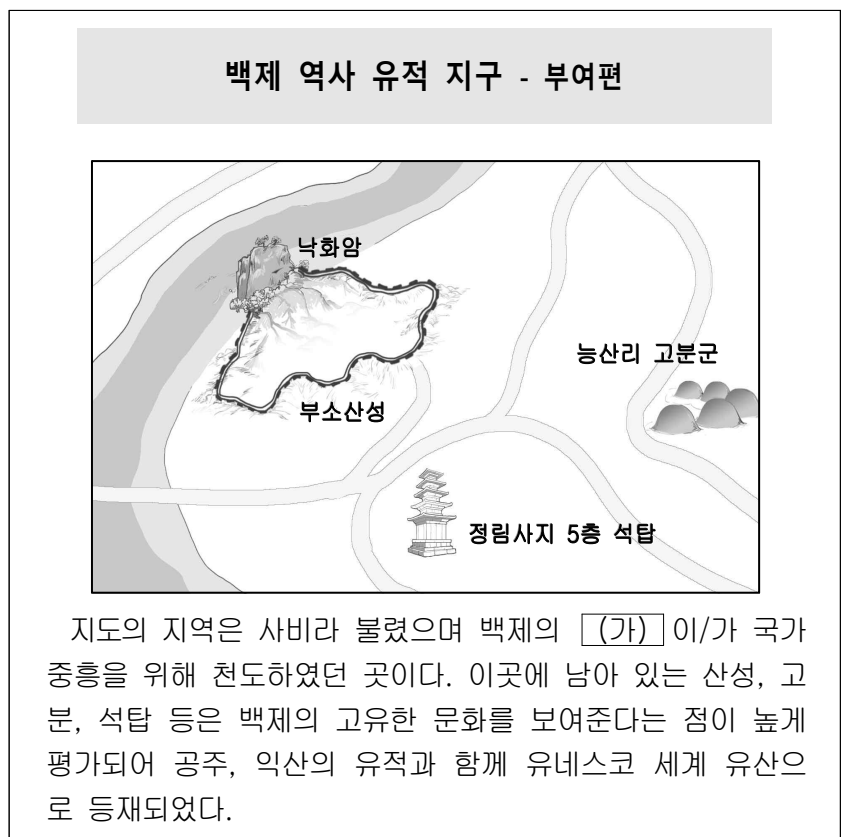 백제 역사 유적 지구 - 부여편
낙화암
능산리 고분군
부소산성
정림사지 5층 석탑
지도의 지역은 사비라 불렸으며 백제의 (가) 이/가 국가
중흥을 위해 천도하였던 곳이다. 이곳에 남아 있는 산성, 고
분, 석탑 등은 백제의 고유한 문화를 보여준다는 점이 높게
평가되어 공주, 익산의 유적과 함께 유네스코 세계 유산으
로 등재되었다.